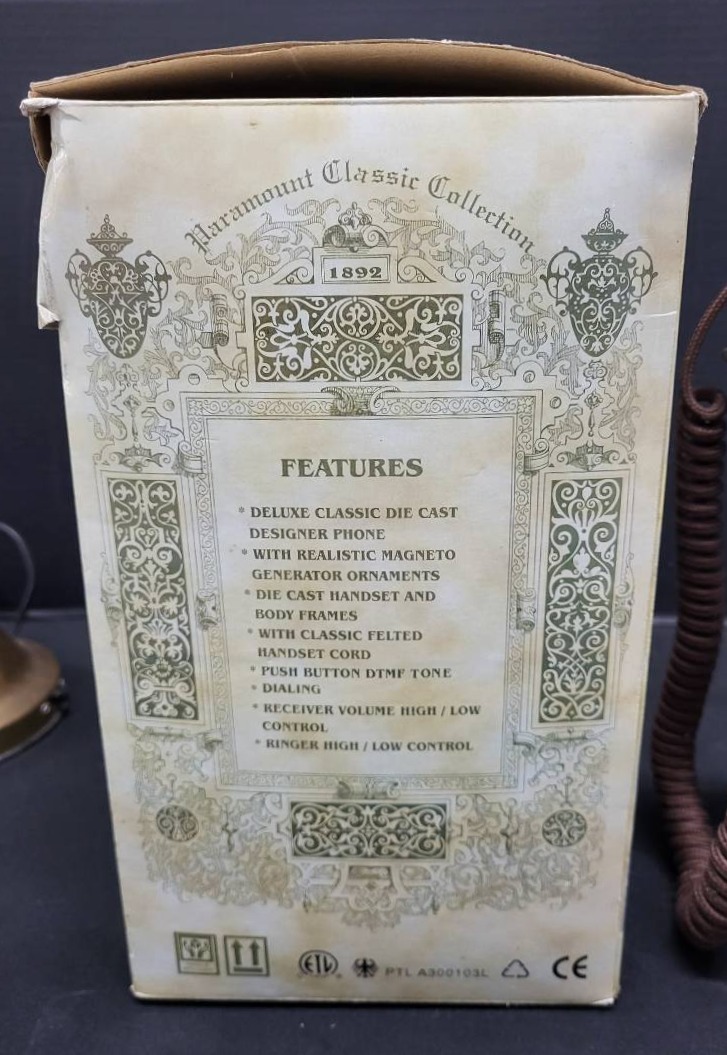 Paramount Classic Collection
1892
FEATURES
* DELUXE CLASSIC DIE CAST
DESIGNER PHONE
* WITH REALISTIC MAGNETO
GENERATOR ORNAMENTS
* DIE CAST HANDSET AND
BODY FRAMES
* WITH CLASSIC FELTED
HANDSET CORD
* PUSH BUTTON DTMF TONE
* DIALING
* RECEIVER VOLUME HIGH / LOW
CONTROL
* RINGER HIGH / LOW CONTROL
ETL PTL A300103L CE